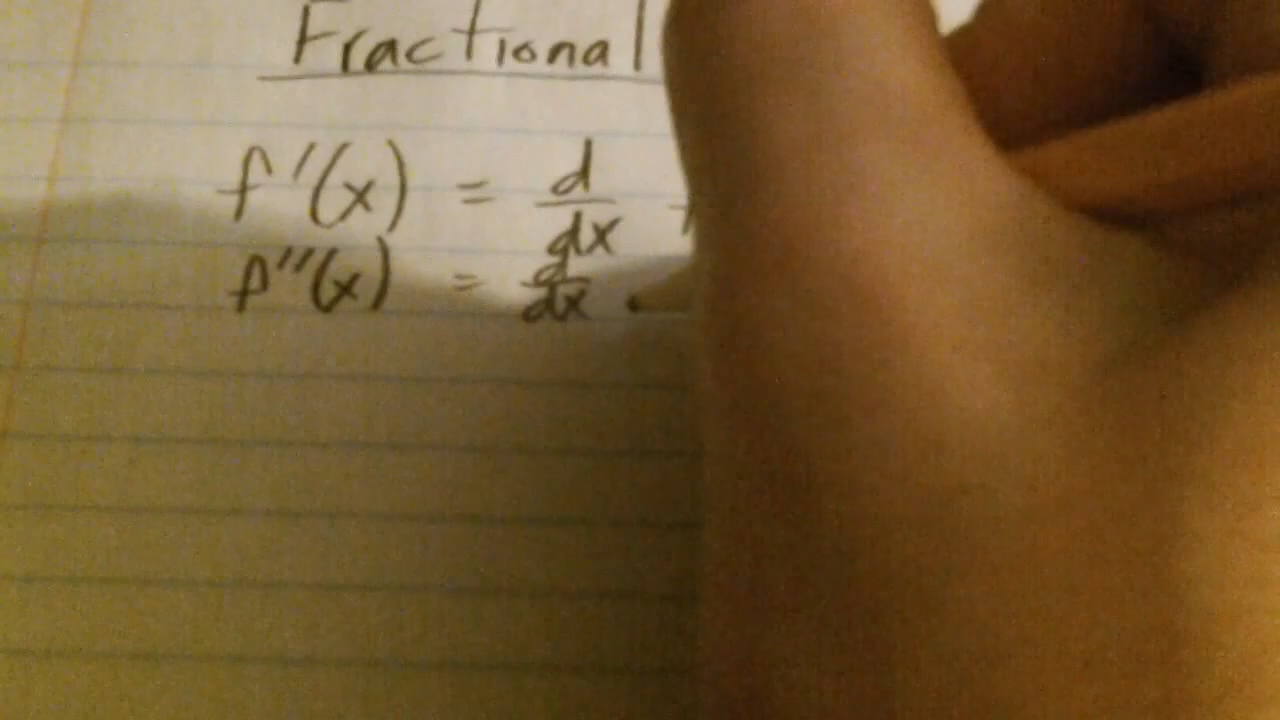 Fractional
f'(x) = d/dx
f''(x) = d/dx .